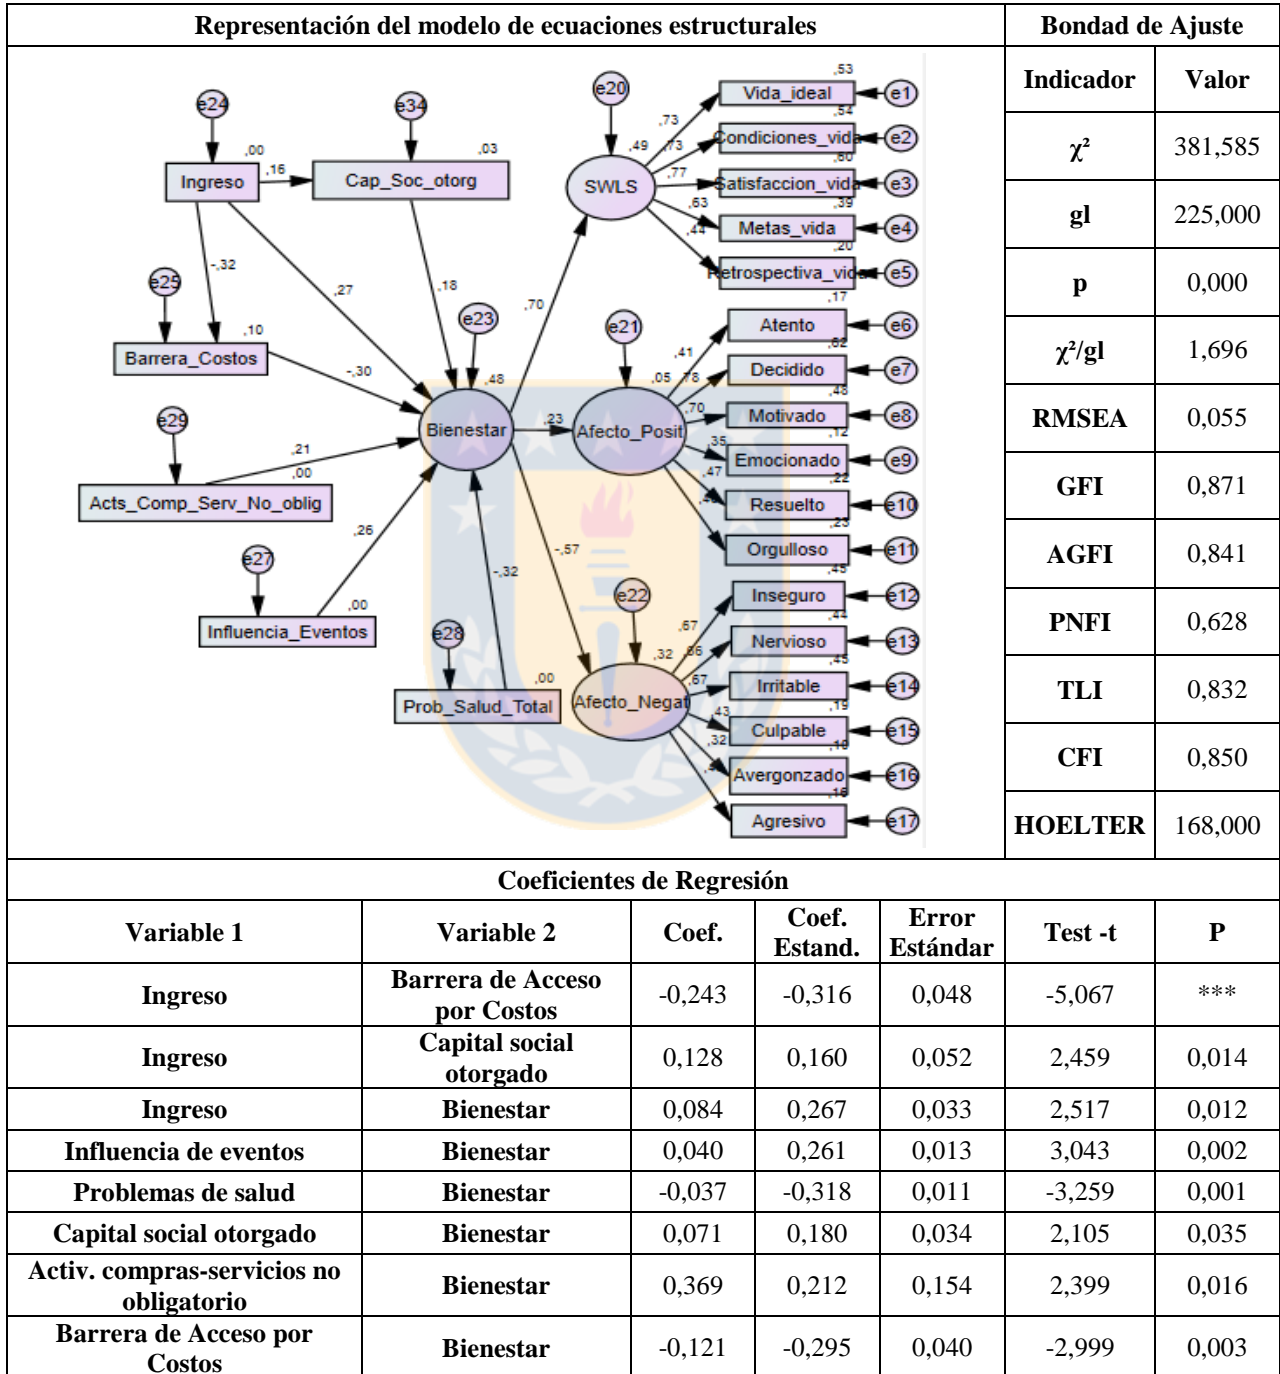 Representación del modelo de ecuaciones estructurales
Bondad de Ajuste
e24
e34
,00
,16
,03
Ingreso
Cap_Soc_otorg
e25
-,32
,27
,18
,10
Barrera_Costos
-,30
e29
,21
,00
Acts_Comp_Serv_No_oblig
e27
,26
,00
Influencia_Eventos
e28
-,32
,00
Prob_Salud_Total
e23
,48
Bienestar
,70
,23
-,57
e20
,49
SWLS
,73
,73
,77
,63
,44
,53
Vida_ideal
e1
,54
Condiciones_vida
e2
,60
Satisfaccion_vida
e3
,39
Metas_vida
e4
,20
Retrospectiva_vida
e5
e21
,05
Afecto_Posit
,41
,78
,70
,35
,47
,17
Atento
e6
,62
Decidido
e7
,48
Motivado
e8
,12
Emocionado
e9
,22
Resuelto
e10
,23
Orgulloso
e11
e22
,32
Afecto_Negat
,67
,66
,67
,43
,32
,45
Inseguro
e12
,44
Nervioso
e13
,45
Irritable
e14
,19
Culpable
e15
,10
Avergonzado
e16
,16
Agresivo
e17
Indicador Valor
χ² 381,585
gl 225,000
p 0,000
χ²/gl 1,696
RMSEA 0,055
GFI 0,871
AGFI 0,841
PNFI 0,628
TLI 0,832
CFI 0,850
HOELTER 168,000
Coeficientes de Regresión
Variable 1 Variable 2 Coef. Coef. Estand. Error Estándar Test -t P
Ingreso Barrera de Acceso por Costos -0,243 -0,316 0,048 -5,067 ***
Ingreso Capital social otorgado 0,128 0,160 0,052 2,459 0,014
Ingreso Bienestar 0,084 0,267 0,033 2,517 0,012
Influencia de eventos Bienestar 0,040 0,261 0,013 3,043 0,002
Problemas de salud Bienestar -0,037 -0,318 0,011 -3,259 0,001
Capital social otorgado Bienestar 0,071 0,180 0,034 2,105 0,035
Activ. compras-servicios no obligatorio Bienestar 0,369 0,212 0,154 2,399 0,016
Barrera de Acceso por Costos Bienestar -0,121 -0,295 0,040 -2,999 0,003